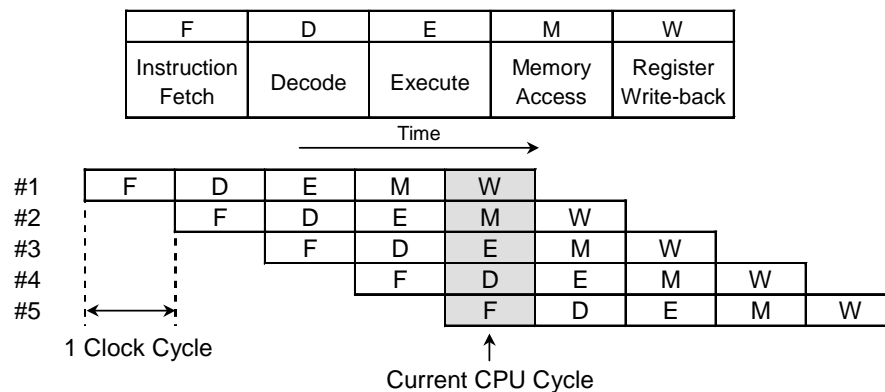 F D E M W
Instruction Fetch Decode Execute Memory Access Register Write-back
Time
#1 F D E M W
#2 F D E M W
#3 F D E M W
#4 F D E M W
#5 F D E M W
1 Clock Cycle
Current CPU Cycle